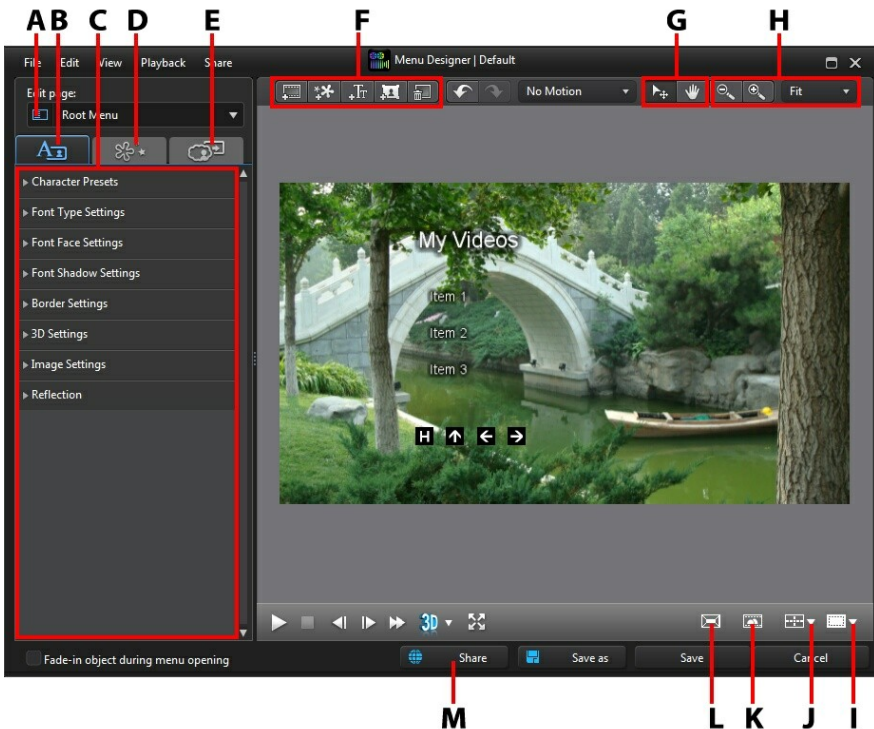 A B C D E F G H
File Edit View Playback Share Menu Designer | Default
Edit page:
Root Menu
No Motion Fit
A
Character Presets
Font Type Settings
Font Face Settings
Font Shadow Settings
Border Settings
3D Settings
Image Settings
Reflection
My Videos
Item 1
Item 2
Item 3
H
3D
Fade-in object during menu opening Share Save as Save Cancel
M L K J I